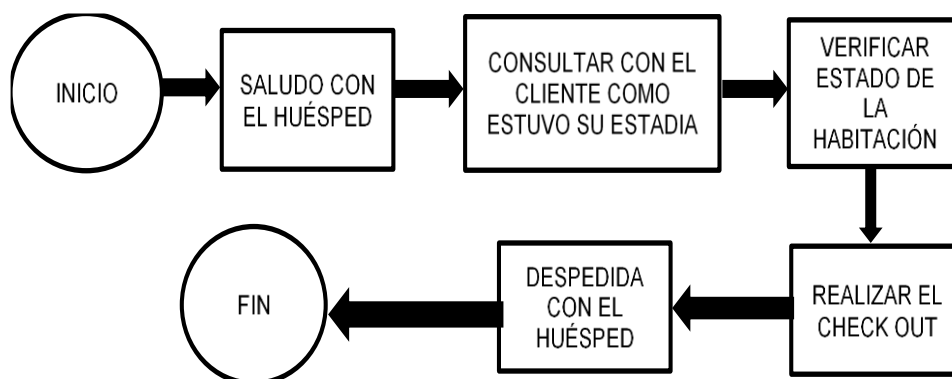 INICIO
SALUDO CON
EL HUÉSPED
CONSULTAR CON EL
CLIENTE COMO
ESTUVO SU ESTADIA
VERIFICAR
ESTADO DE
LA
HABITACIÓN
REALIZAR EL
CHECK OUT
DESPEDIDA
CON EL
HUÉSPED
FIN